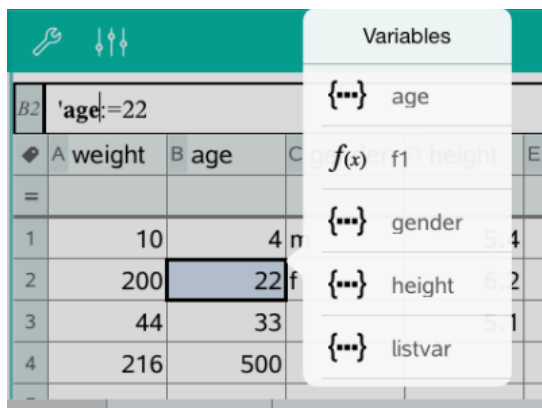 Variables
{···} age
f(x) f1
{···} gender
{···} height
{···} listvar
B2 'age:=22
A weight B age C gender D height E
=
1 10 4 m 5.4
2 200 22 f 6.2
3 44 33 5.1
4 216 500